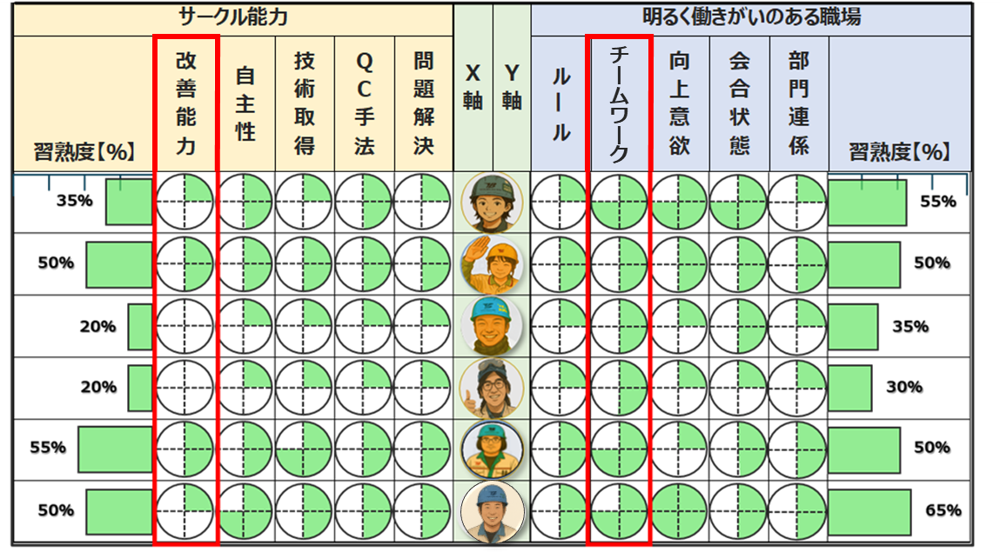 サークル能力
明るく働きがいのある職場
習熟度【%】
改善能力
自主性
技術取得
QC手法
問題解決
X軸
Y軸
ルール
チームワーク
向上意欲
会合状態
部門連係
習熟度【%】
35%
55%
50%
50%
20%
35%
20%
30%
55%
50%
50%
65%